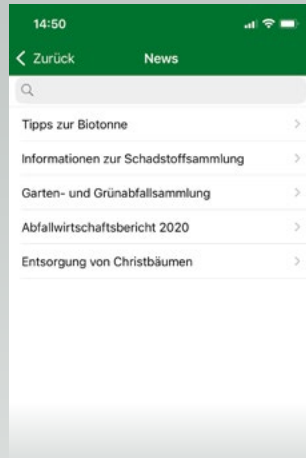 14:50
Zurück
News
Tipps zur Biotonne
Informationen zur Schadstoffsammlung
Garten- und Grünabfallsammlung
Abfallwirtschaftsbericht 2020
Entsorgung von Christbäumen